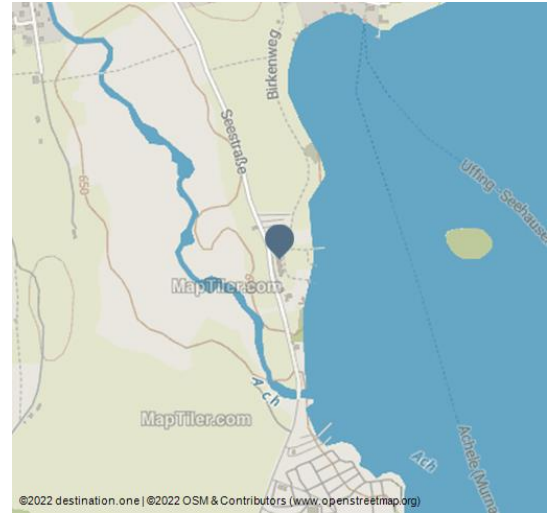 Birkenweg
Seestraße
Uffing - Seehause
650
MapTiler.com
Ach
MapTiler.com
Ach
Achele (Murna
©2022 destination.one | ©2022 OSM & Contributors (www.openstreetmap.org)